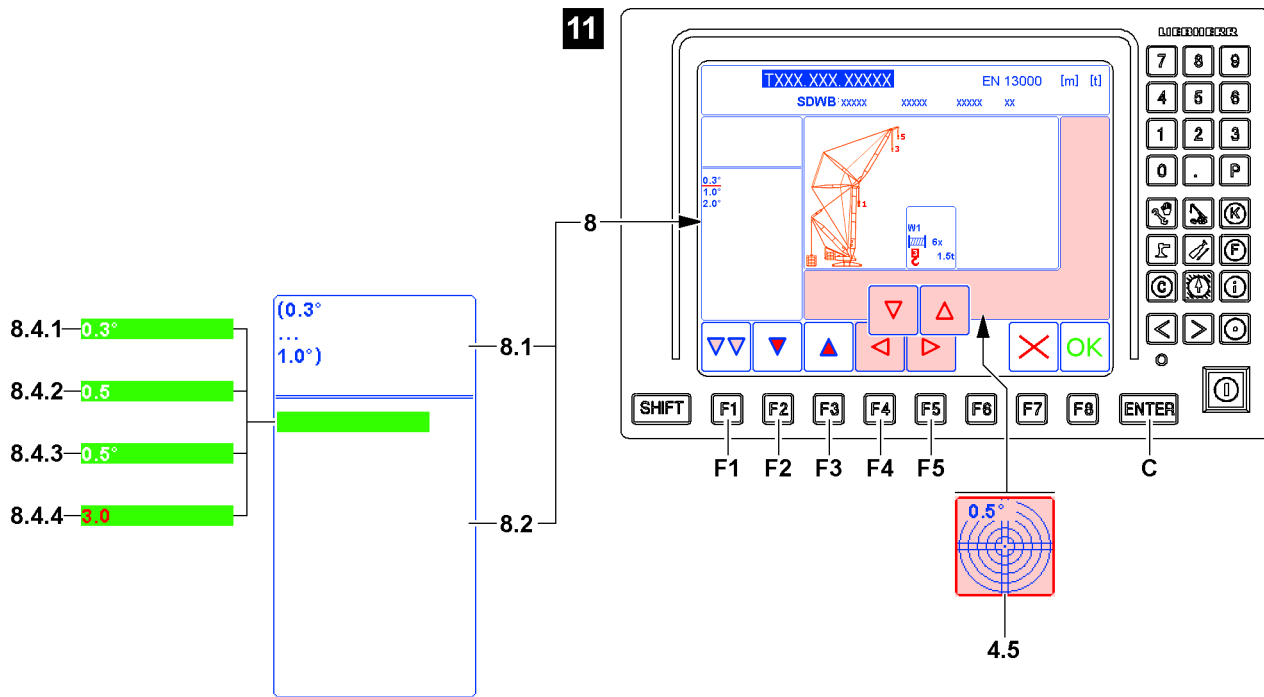 11
LIEBHERR
TXXX.XXX.XXXXX EN 13000 [m] [t]
SDWB: xxxxx xxxxx xxxxx xx
0.3°
1.0°
2.0°
5
3
1
2
W1
6x
3
1.5t
OK
7 8 9
4 5 6
1 2 3
0 . P
K
F
C i
SHIFT F1 F2 F3 F4 F5 F6 F7 F8 ENTER
F1 F2 F3 F4 F5 C
8
8.1
8.2
(0.3°
...
1.0°)
8.4.1 0.3°
8.4.2 0.5
8.4.3 0.5°
8.4.4 3.0
0.5°
4.5